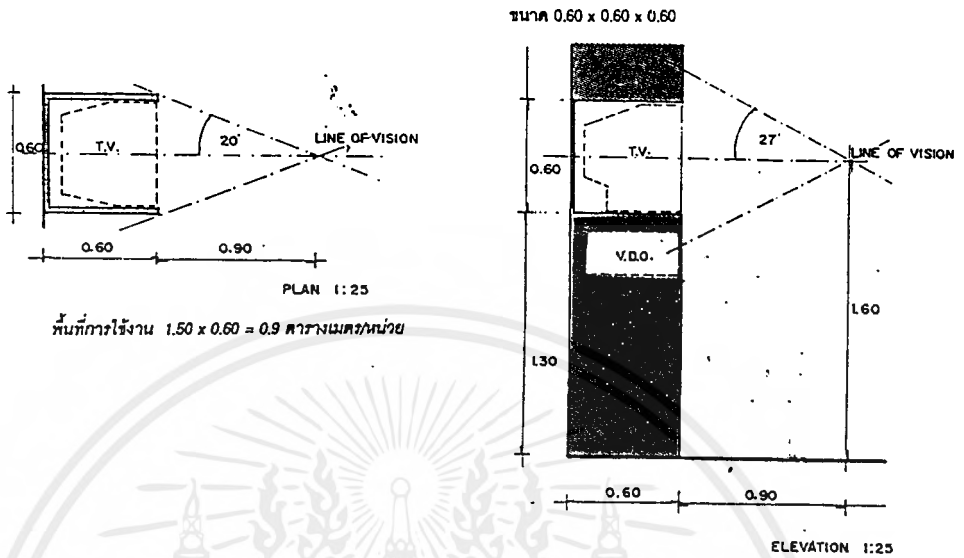 ขนาด 0.60 x 0.60 x 0.60
0.60
T.V.
20°
LINE OF VISION
0.60
0.90
PLAN 1:25
พื้นที่การใช้งาน 1.50 x 0.60 = 0.9 ตารางเมตร/หน่วย
0.60
T.V.
27°
LINE OF VISION
V.D.O.
1.60
1.30
0.60
0.90
ELEVATION 1:25